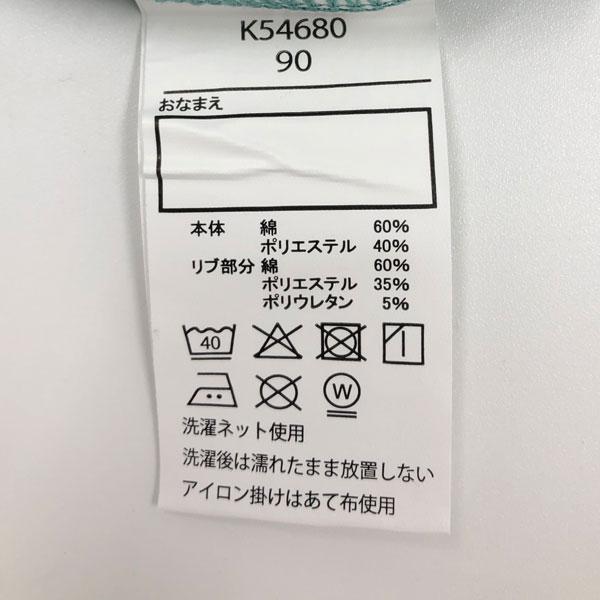 K54680
90
おなまえ
本体 綿 60%
ポリエステル 40%
リブ部分 綿 60%
ポリエステル 35%
ポリウレタン 5%
40
W
洗濯ネット使用
洗濯後は濡れたまま放置しない
アイロン掛けはあて布使用